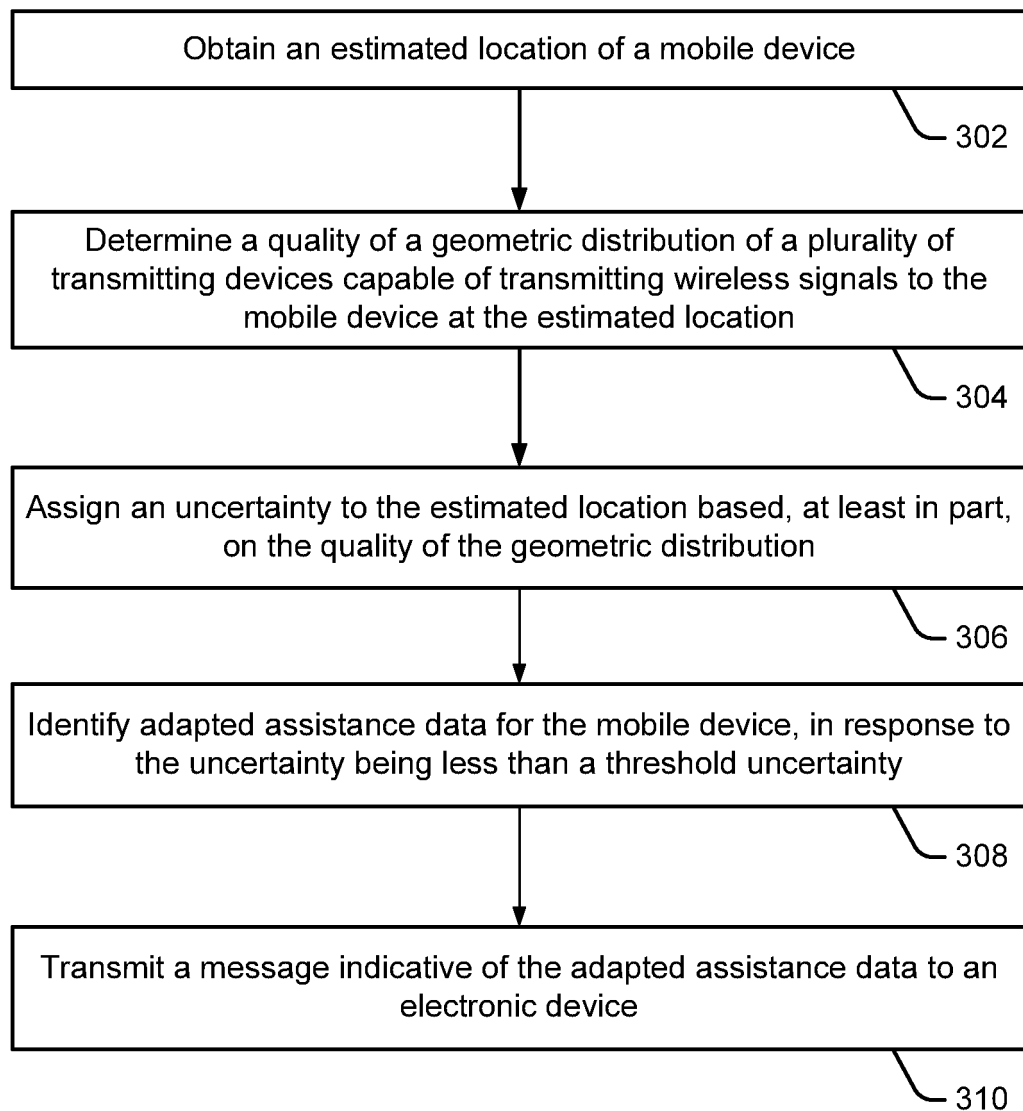 Obtain an estimated location of a mobile device
302
Determine a quality of a geometric distribution of a plurality of
transmitting devices capable of transmitting wireless signals to the
mobile device at the estimated location
304
Assign an uncertainty to the estimated location based, at least in part,
on the quality of the geometric distribution
306
Identify adapted assistance data for the mobile device, in response to
the uncertainty being less than a threshold uncertainty
308
Transmit a message indicative of the adapted assistance data to an
electronic device
310